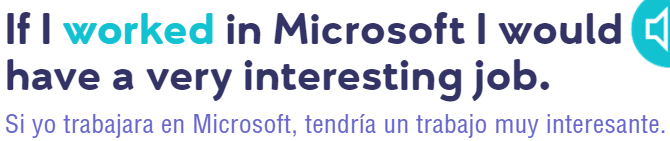 If I worked in Microsoft I would
have a very interesting job.
Si yo trabajara en Microsoft, tendría un trabajo muy interesante.